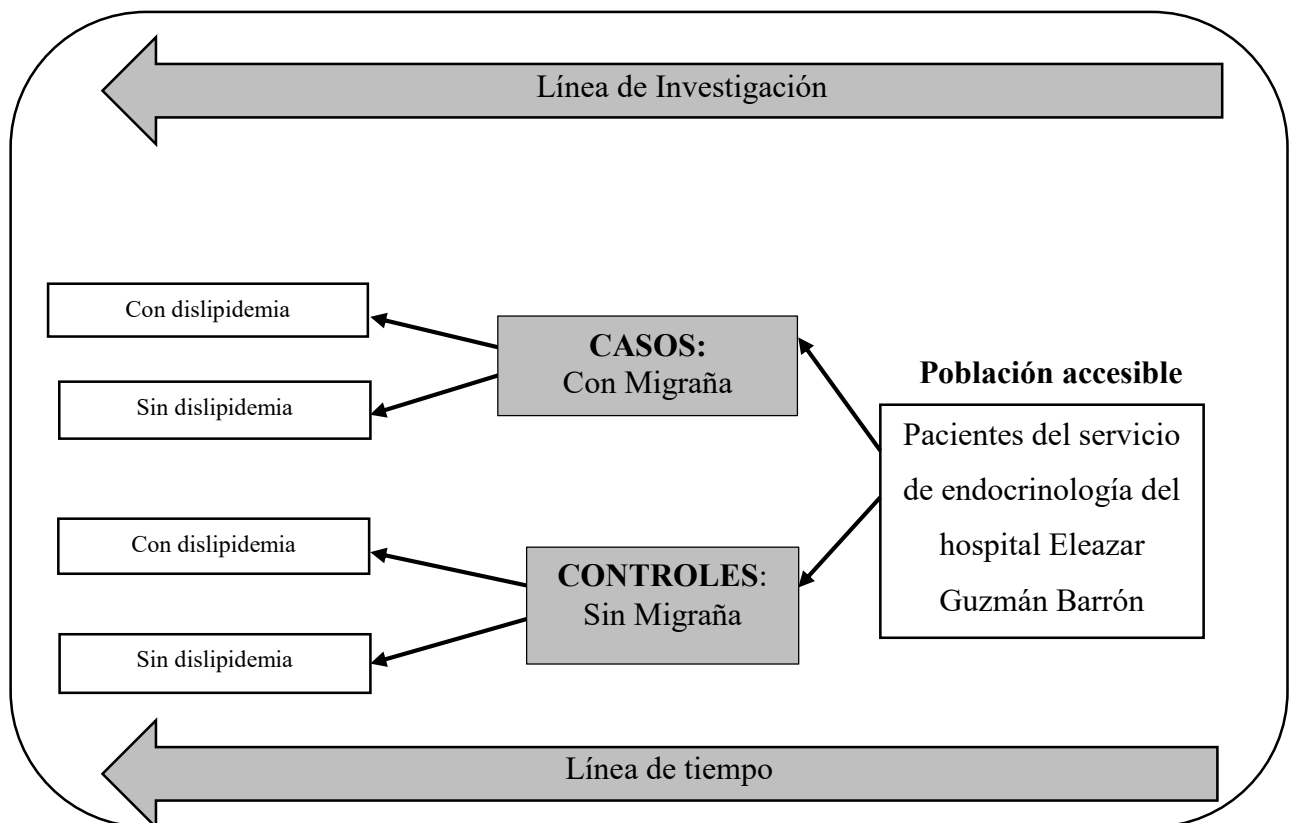 Línea de Investigación
Con dislipidemia
Sin dislipidemia
CASOS:
Con Migraña
Población accesible
Pacientes del servicio
de endocrinología del
hospital Eleazar
Guzmán Barrón
Con dislipidemia
Sin dislipidemia
CONTROLES:
Sin Migraña
Línea de tiempo